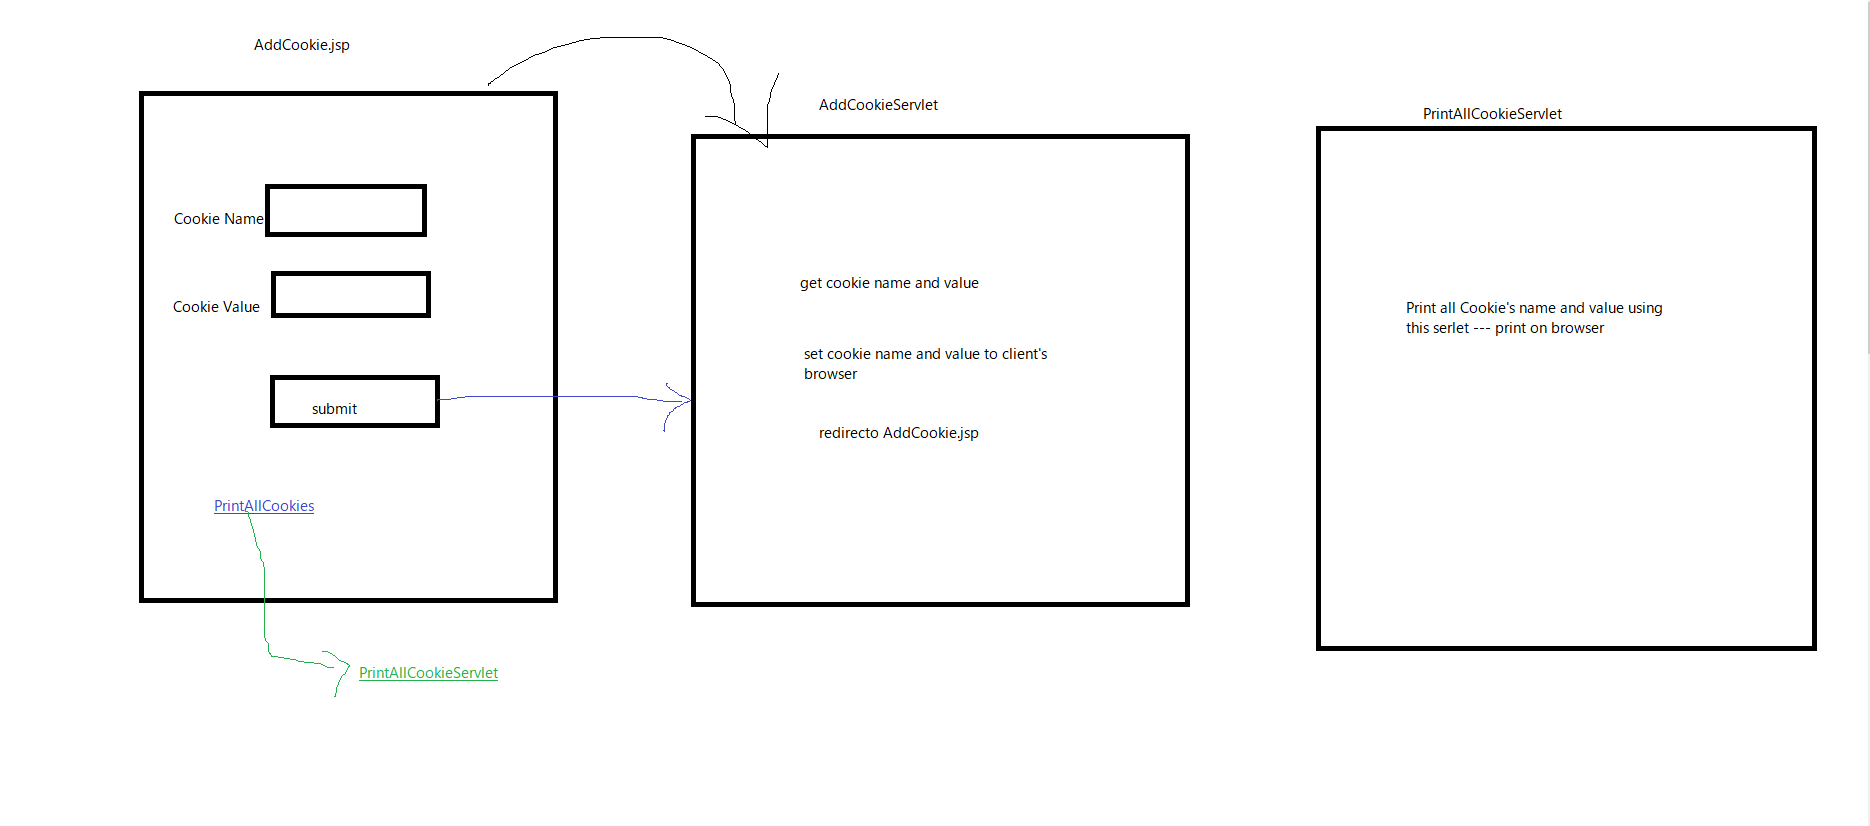 AddCookie.jsp
Cookie Name
Cookie Value
submit
PrintAllCookies
PrintAllCookieServlet
AddCookieServlet
get cookie name and value
set cookie name and value to client's
browser
redirecto AddCookie.jsp
PrintAllCookieServlet
Print all Cookie's name and value using
this serlet --- print on browser